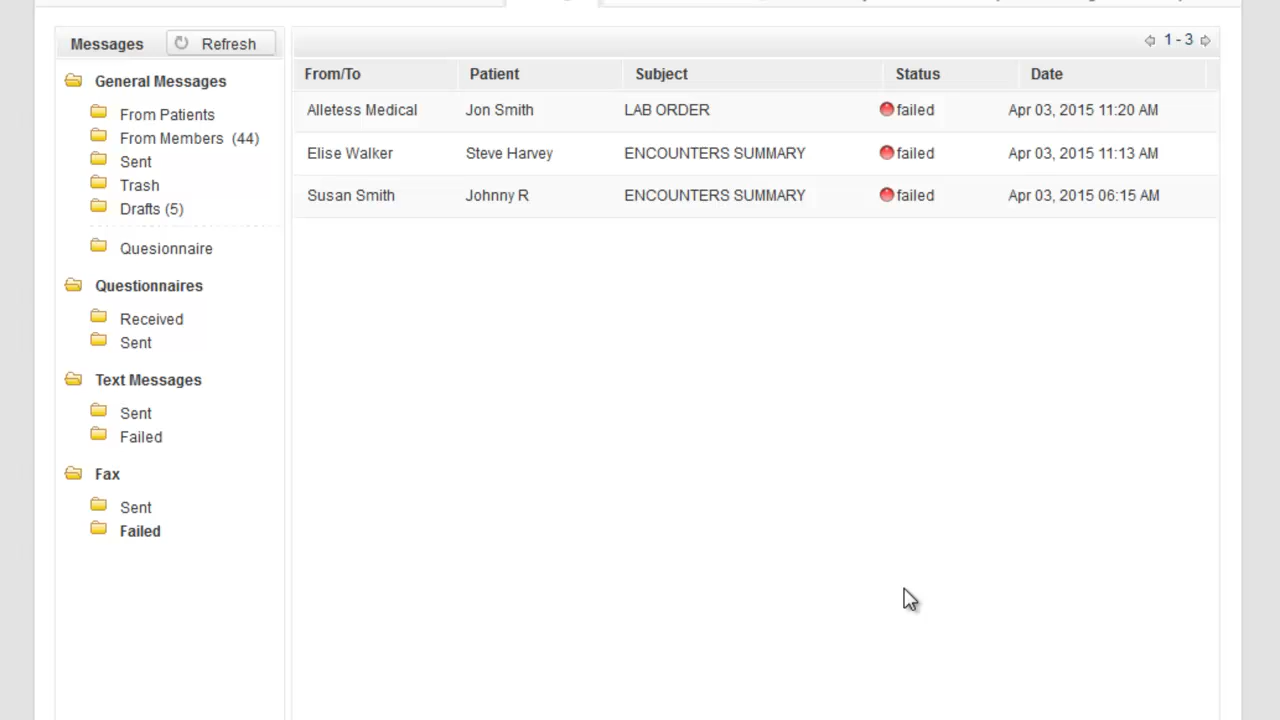 Messages Refresh
General Messages
From Patients
From Members (44)
Sent
Trash
Drafts (5)
Quesionnaire
Questionnaires
Received
Sent
Text Messages
Sent
Failed
Fax
Sent
Failed
1 - 3
From/To Patient Subject Status Date
Alletess Medical Jon Smith LAB ORDER failed Apr 03, 2015 11:20 AM
Elise Walker Steve Harvey ENCOUNTERS SUMMARY failed Apr 03, 2015 11:13 AM
Susan Smith Johnny R ENCOUNTERS SUMMARY failed Apr 03, 2015 06:15 AM